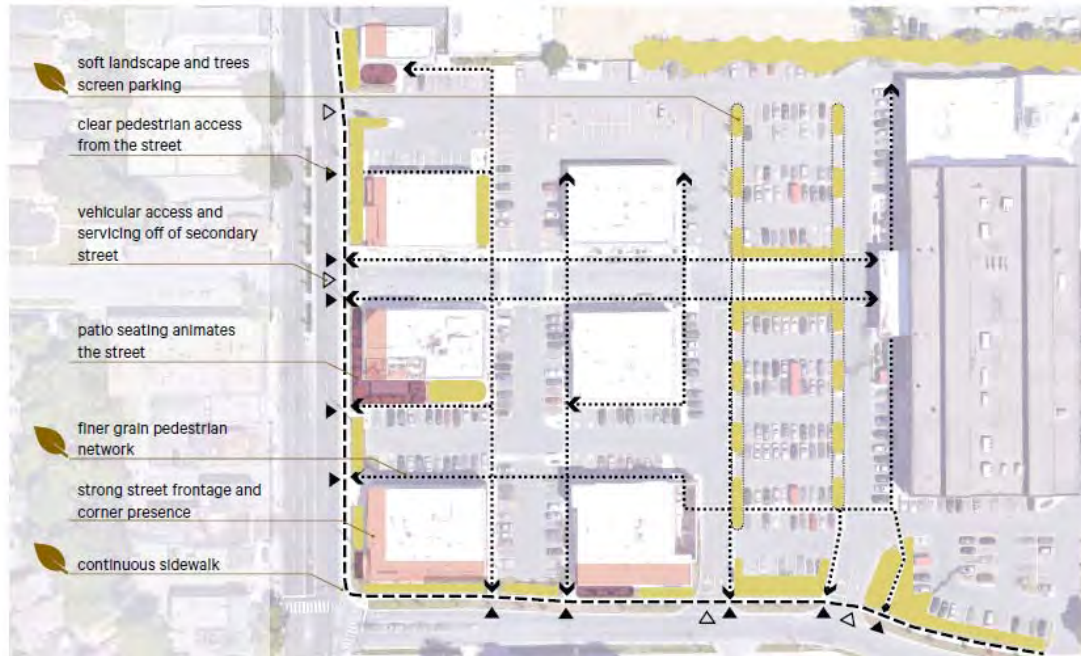 soft landscape and trees
screen parking
clear pedestrian access
from the street
vehicular access and
servicing off of secondary
street
patio seating animates
the street
finer grain pedestrian
network
strong street frontage and
corner presence
continuous sidewalk